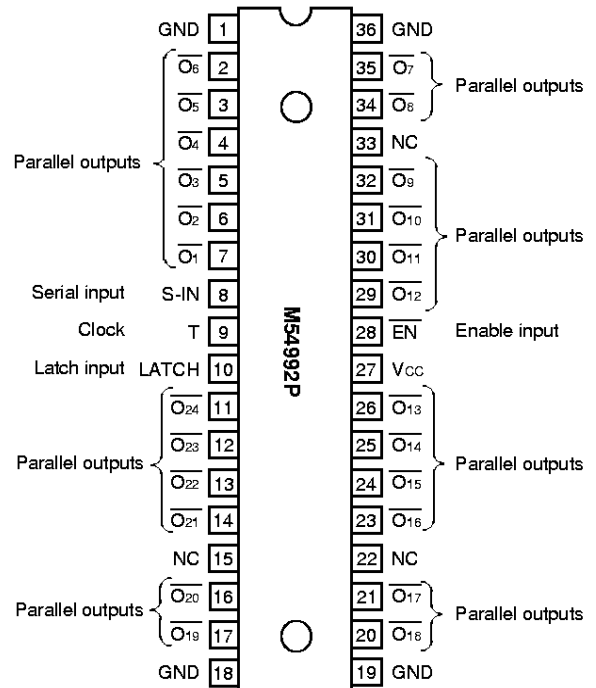 GND 1 36 GND
O6 2 35 O7
O5 3 34 O8 Parallel outputs
O4 4 33 NC
Parallel outputs O3 5 32 O9
O2 6 31 O10
O1 7 30 O11 Parallel outputs
Serial input S-IN 8 29 O12
Clock T 9 28 EN Enable input
Latch input LATCH 10 27 VCC
O24 11 26 O13
O23 12 25 O14
Parallel outputs O22 13 24 O15 Parallel outputs
O21 14 23 O16
NC 15 22 NC
Parallel outputs O20 16 21 O17 Parallel outputs
O19 17 20 O18
GND 18 19 GND
M54992P